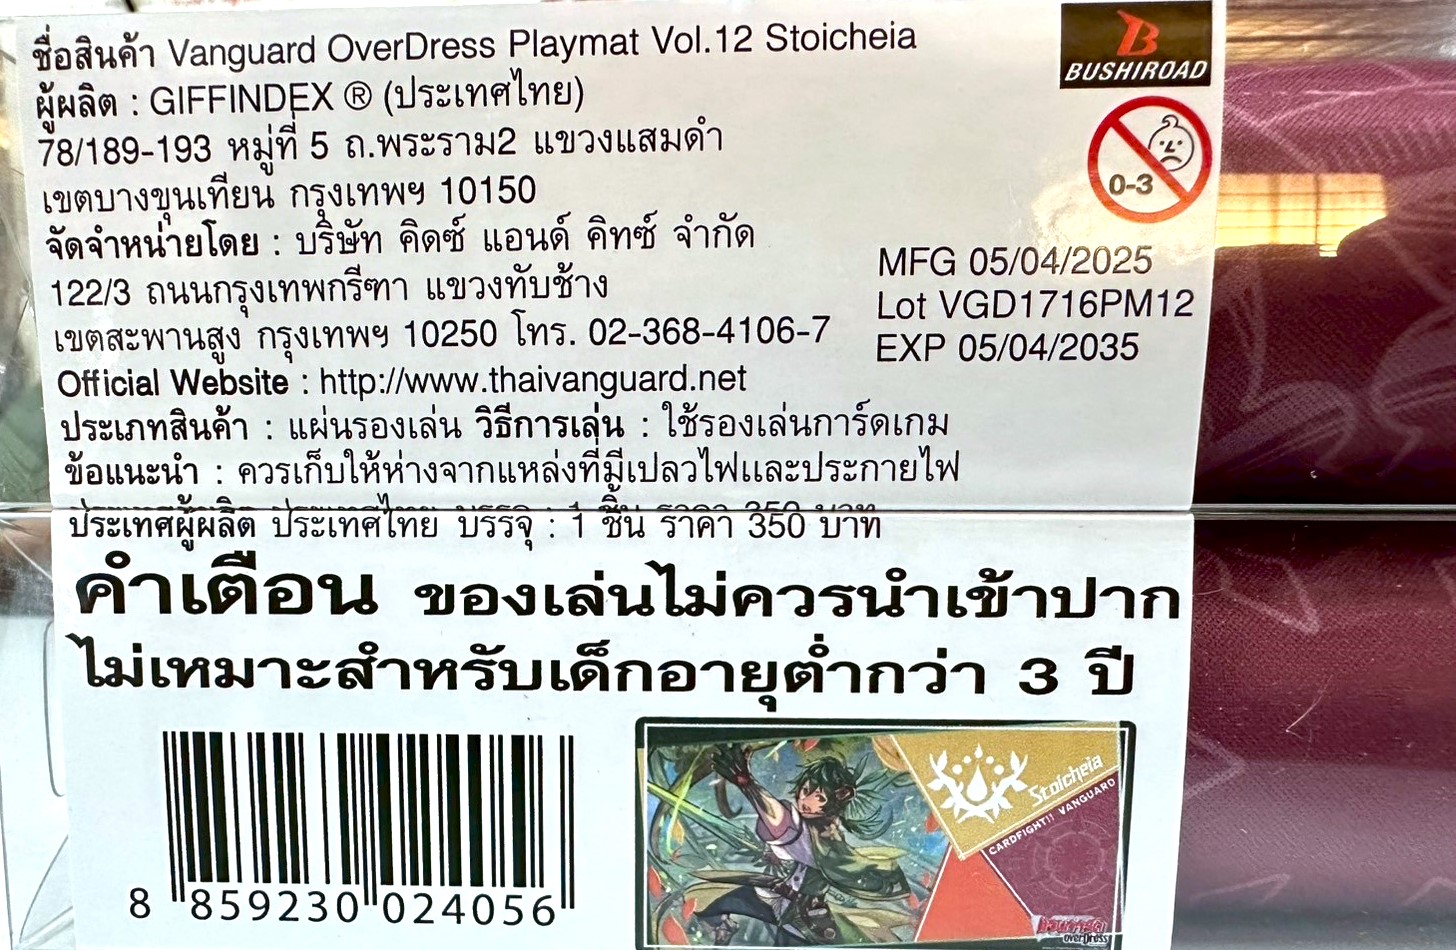 ชื่อสินค้า Vanguard OverDress Playmat Vol.12 Stoicheia
BUSHIROAD
ผู้ผลิต : GIFFINDEX ® (ประเทศไทย)
78/189-193 หมู่ที่ 5 ถ.พระราม2 แขวงแสมดำ
0-3
เขตบางขุนเทียน กรุงเทพฯ 10150
จัดจำหน่ายโดย : บริษัท คิดซ์ แอนด์ คิทซ์ จำกัด
122/3 ถนนกรุงเทพกรีฑา แขวงทับช้าง
เขตสะพานสูง กรุงเทพฯ 10250 โทร. 02-368-4106-7
MFG 05/04/2025
Lot VGD1716PM12
EXP 05/04/2035
Official Website : http://www.thaivanguard.net
ประเภทสินค้า : แผ่นรองเล่น วิธีการเล่น : ใช้รองเล่นการ์ดเกม
ข้อแนะนำ : ควรเก็บให้ห่างจากแหล่งที่มีเปลวไฟและประกายไฟ
ประเทศผู้ผลิต ประเทศไทย บรรจุ : 1 ชิ้น ราคา 350 บาท
คำเตือน ของเล่นไม่ควรนำเข้าปาก
ไม่เหมาะสำหรับเด็กอายุต่ำกว่า 3 ปี
8 859230 024056
Stoicheia
CARDFIGHT!! VANGUARD
overDress